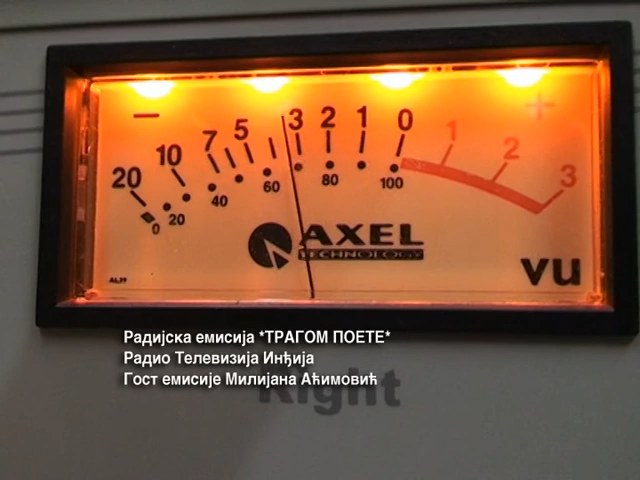 − +
20 10 7 5 3 2 1 0 1 2 3
0 20 40 60 80 100
AXEL
TECHNOLOGY
vu
Радијска емисија *ТРАГОМ ПОЕТЕ*
Радио Телевизија Инђија
Гост емисије Милијана Аћимовић
Right